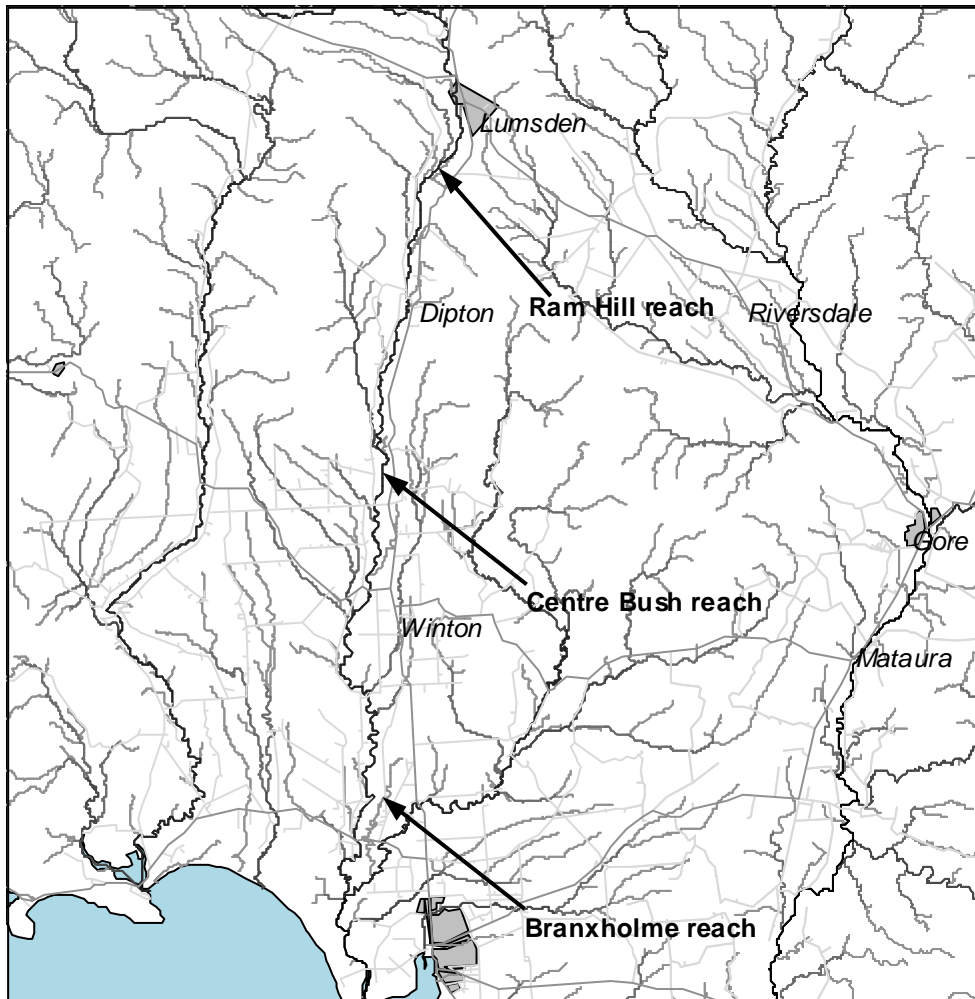 Lumsden
Dipton
Ram Hill reach
Riversdale
Gore
Centre Bush reach
Winton
Mataura
Branxholme reach